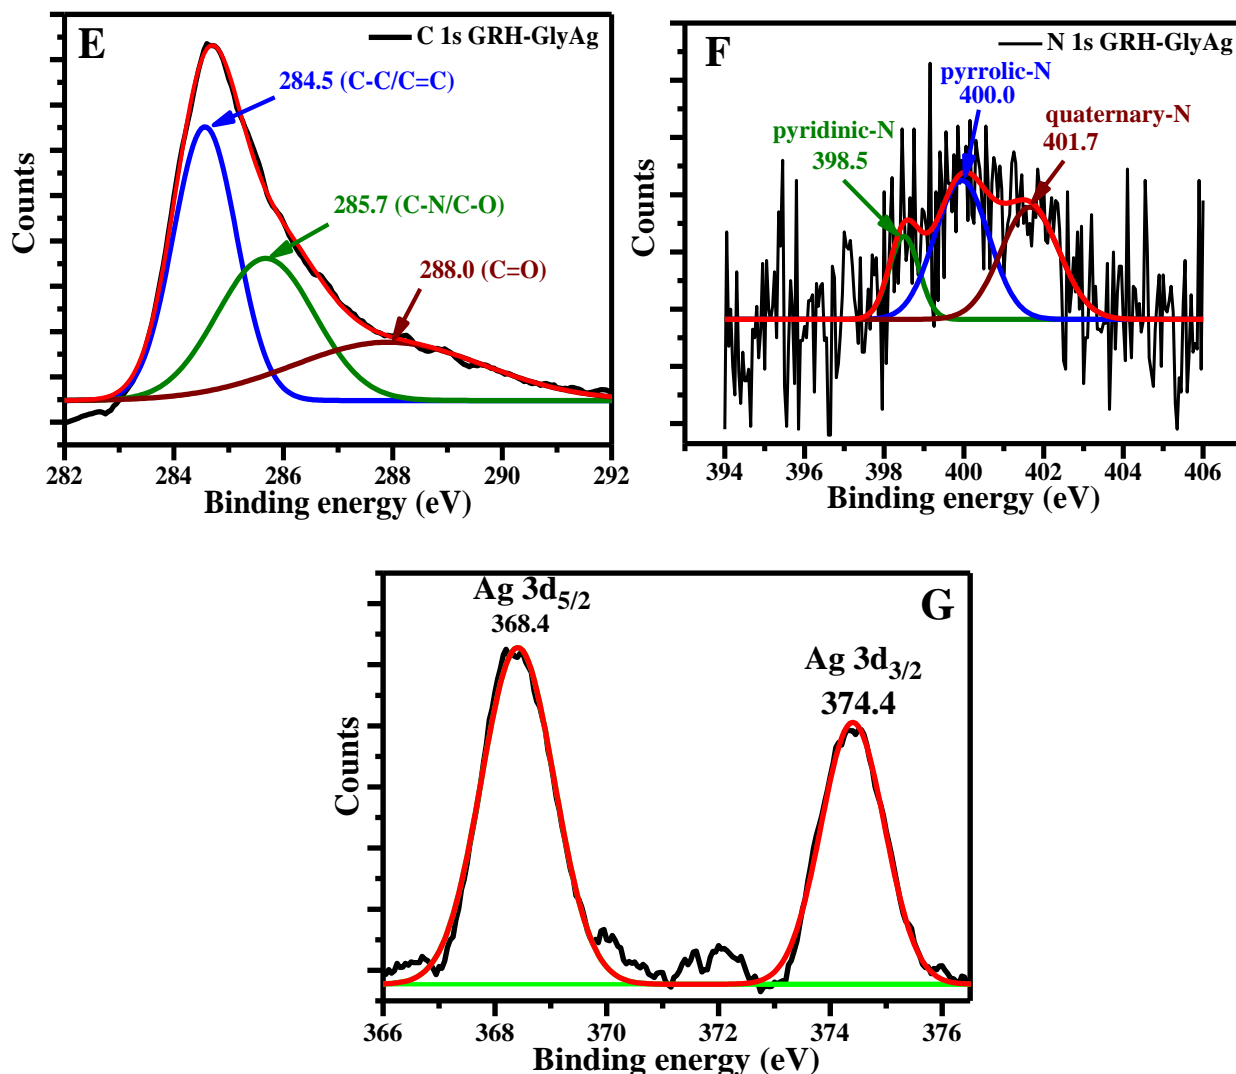 E
C 1s GRH-GlyAg
284.5 (C-C/C=C)
285.7 (C-N/C-O)
288.0 (C=O)
Counts
282 284 286 288 290 292
Binding energy (eV)
F
N 1s GRH-GlyAg
pyrrolic-N
400.0
quaternary-N
401.7
pyridinic-N
398.5
Counts
394 396 398 400 402 404 406
Binding energy (eV)
G
Ag 3d5/2
368.4
Ag 3d3/2
374.4
Counts
366 368 370 372 374 376
Binding energy (eV)